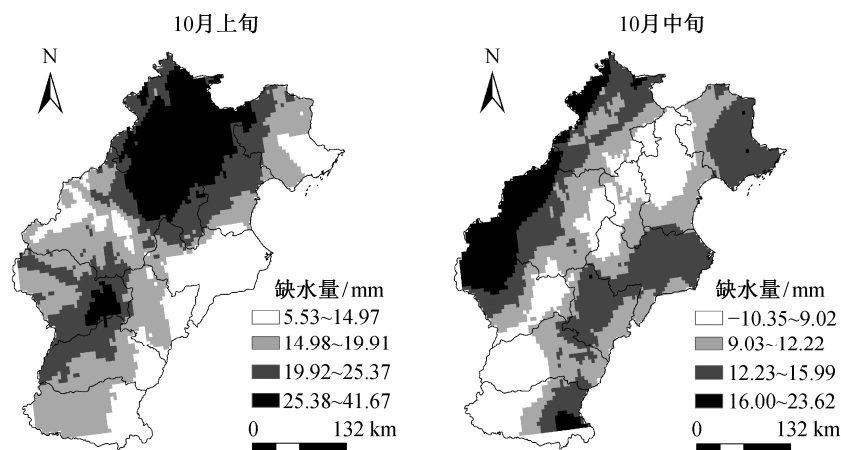 10月上旬
N
缺水量/mm
5.53~14.97
14.98~19.91
19.92~25.37
25.38~41.67
0 132 km
10月中旬
N
缺水量/mm
−10.35~9.02
9.03~12.22
12.23~15.99
16.00~23.62
0 132 km